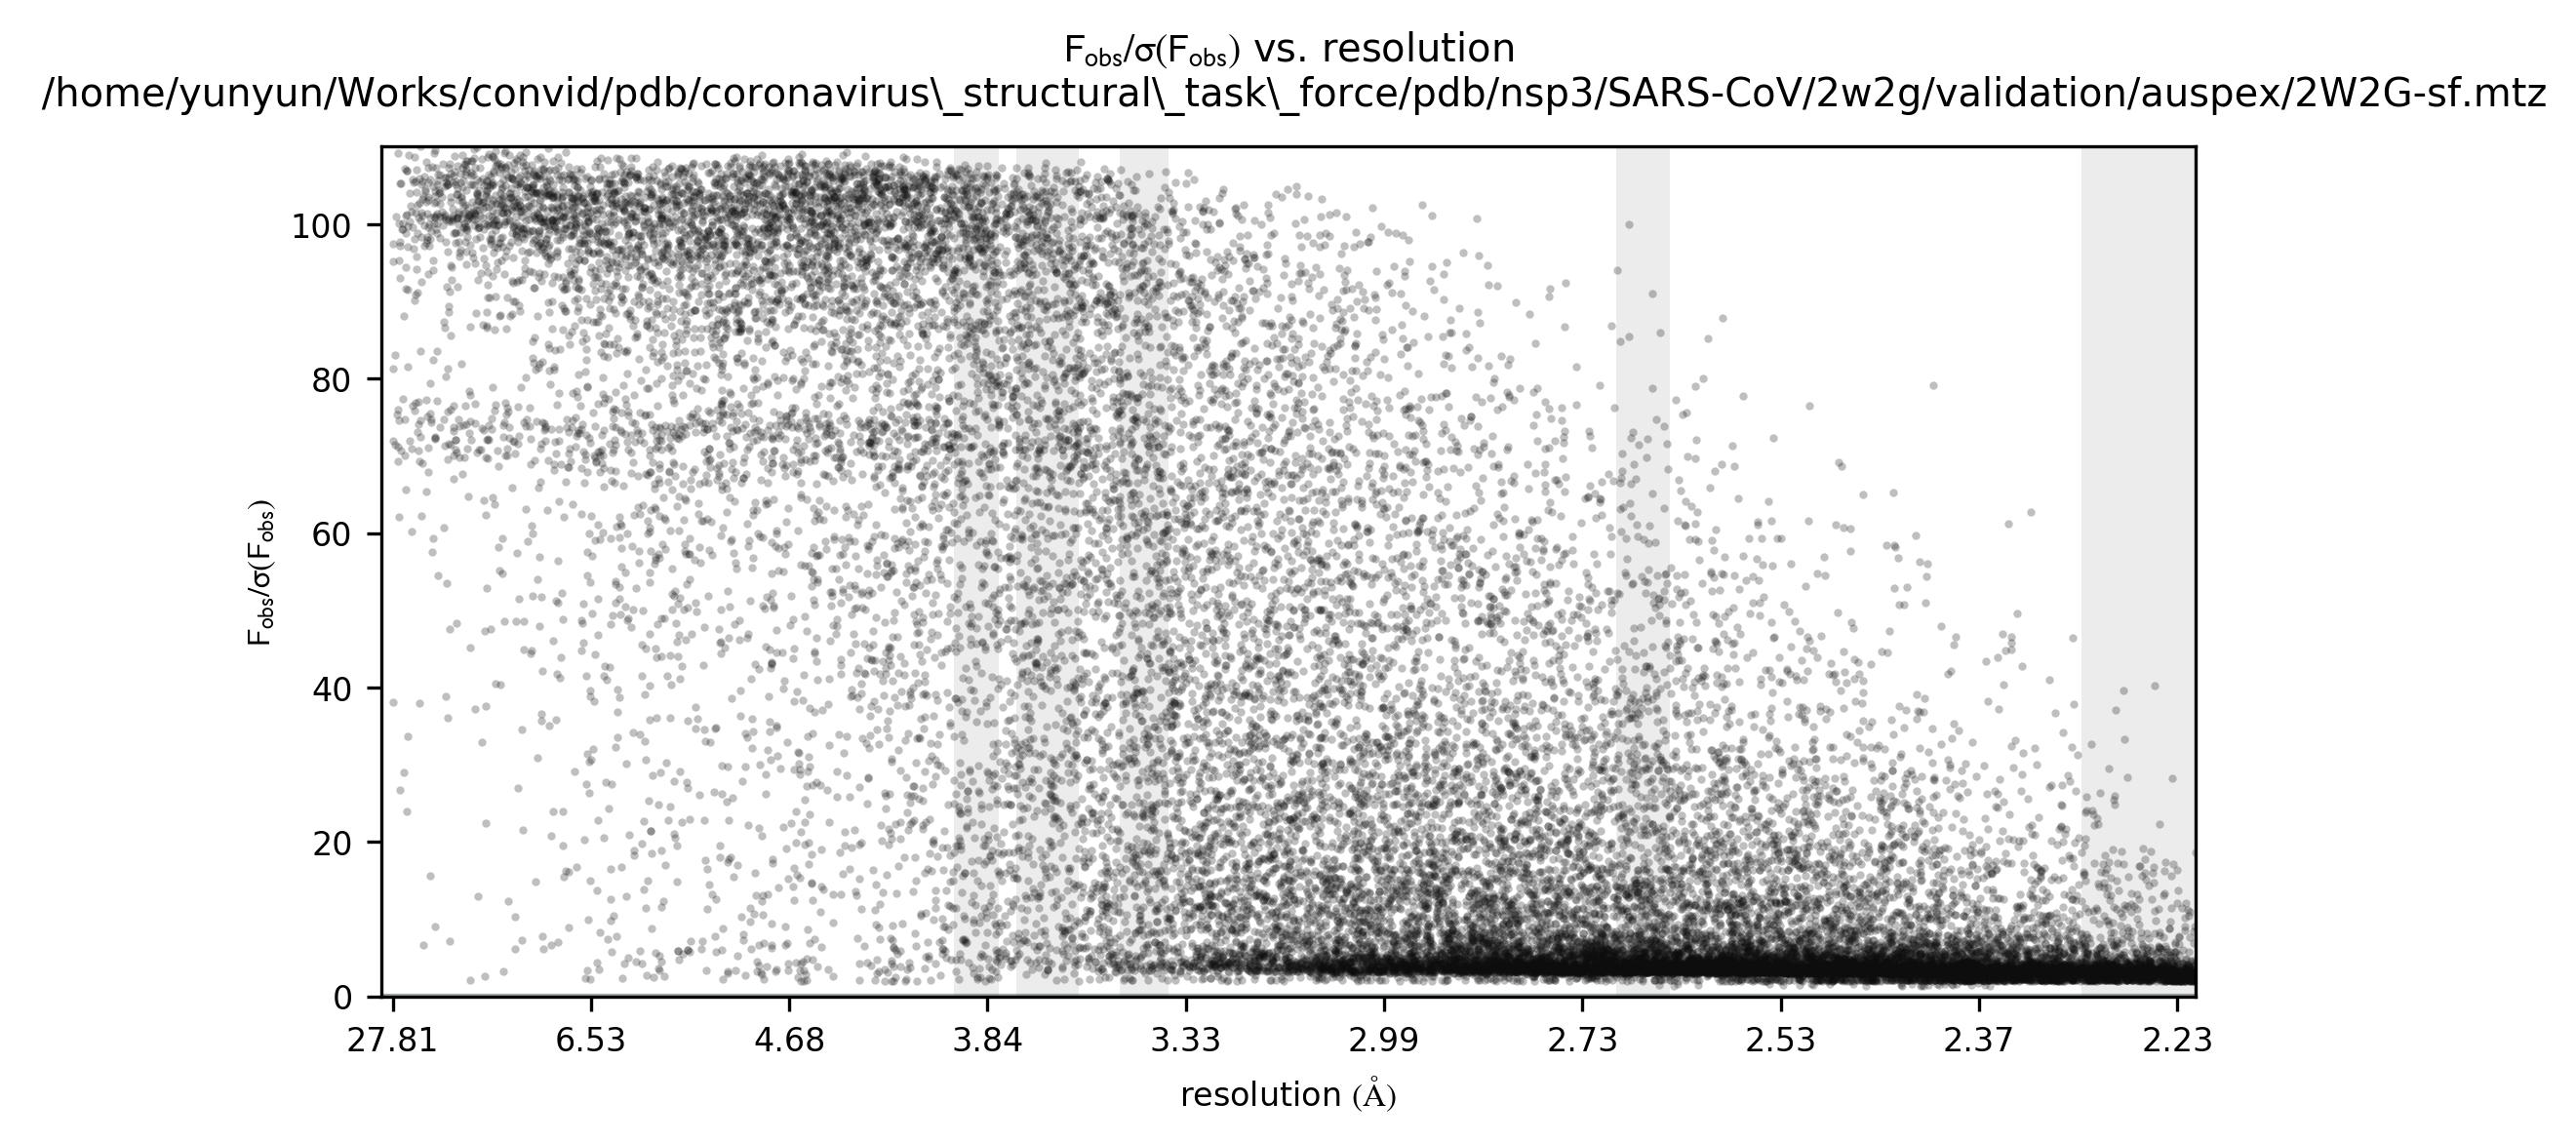 Fobs/σ(Fobs) vs. resolution
/home/yunyun/Works/convid/pdb/coronavirus\_structural\_task\_force/pdb/nsp3/SARS-CoV/2w2g/validation/auspex/2W2G-sf.mtz
Fobs/σ(Fobs)
100
80
60
40
20
0
27.81 6.53 4.68 3.84 3.33 2.99 2.73 2.53 2.37 2.23
resolution (Å)